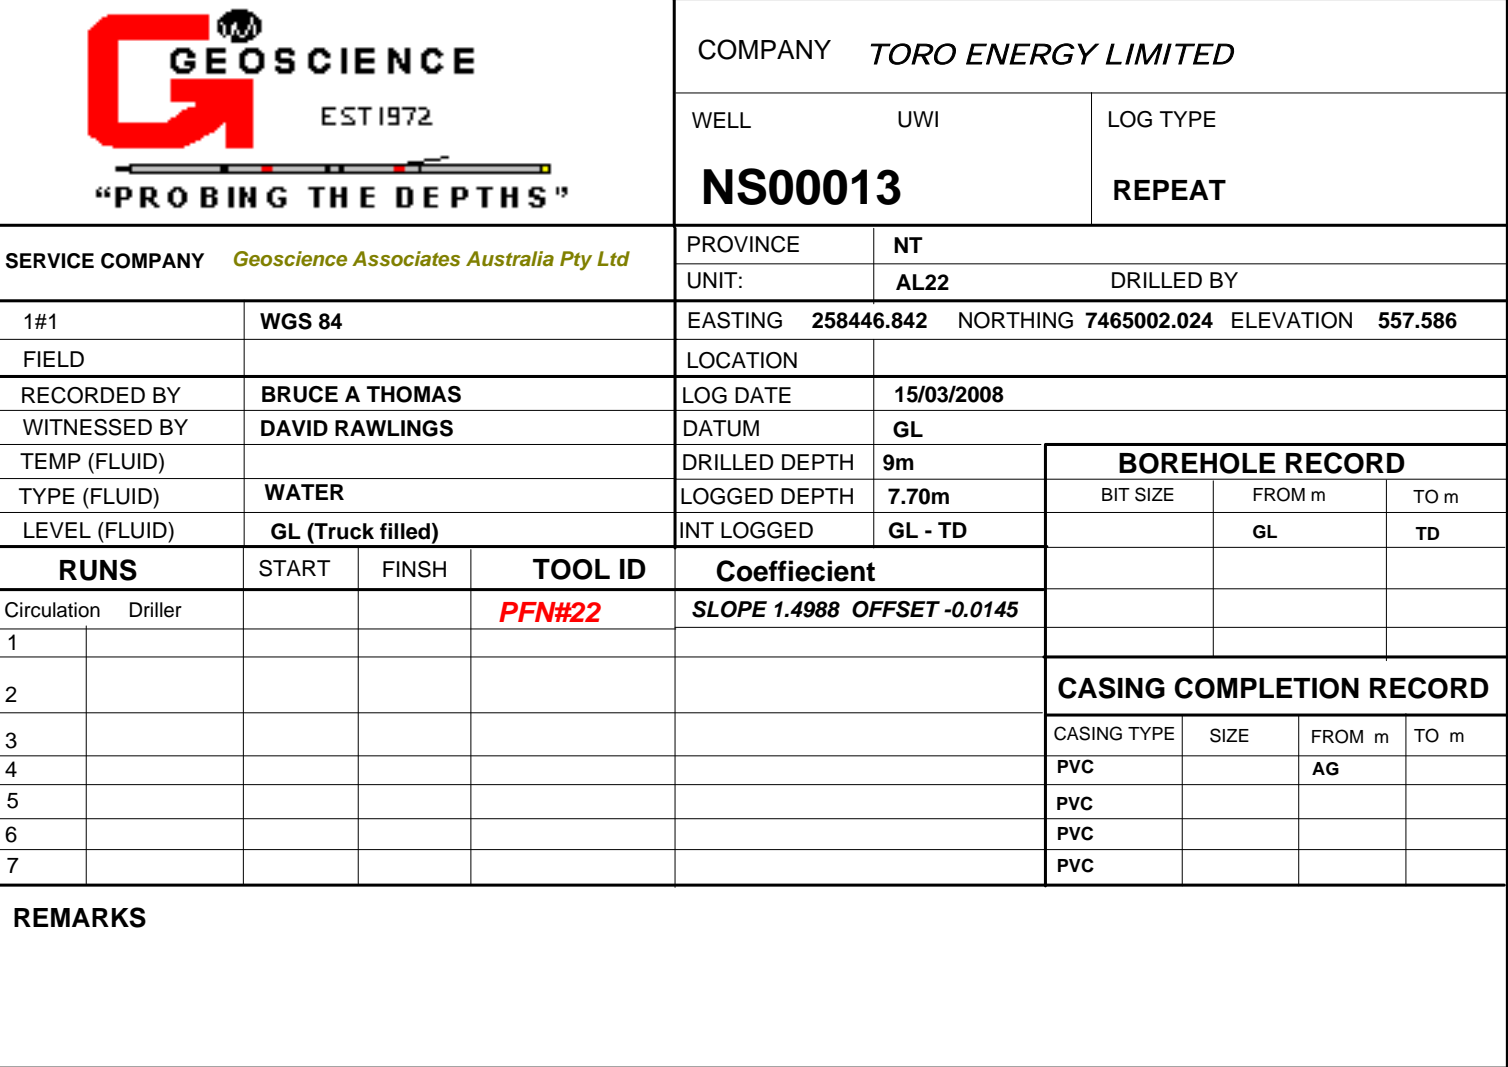 GEOSCIENCE
EST 1972
"PROBING THE DEPTHS"
COMPANY TORO ENERGY LIMITED
WELL UWI LOG TYPE
NS00013 REPEAT
SERVICE COMPANY Geoscience Associates Australia Pty Ltd
PROVINCE NT
UNIT: AL22 DRILLED BY
1#1 WGS 84 EASTING 258446.842 NORTHING 7465002.024 ELEVATION 557.586
FIELD LOCATION
RECORDED BY BRUCE A THOMAS LOG DATE 15/03/2008
WITNESSED BY DAVID RAWLINGS DATUM GL
TEMP (FLUID) DRILLED DEPTH 9m BOREHOLE RECORD
TYPE (FLUID) WATER LOGGED DEPTH 7.70m BIT SIZE FROM m TO m
LEVEL (FLUID) GL (Truck filled) INT LOGGED GL - TD GL TD
RUNS START FINSH TOOL ID Coeffiecient
Circulation Driller PFN#22 SLOPE 1.4988 OFFSET -0.0145
1
2 CASING COMPLETION RECORD
3 CASING TYPE SIZE FROM m TO m
4 PVC AG
5 PVC
6 PVC
7 PVC
REMARKS